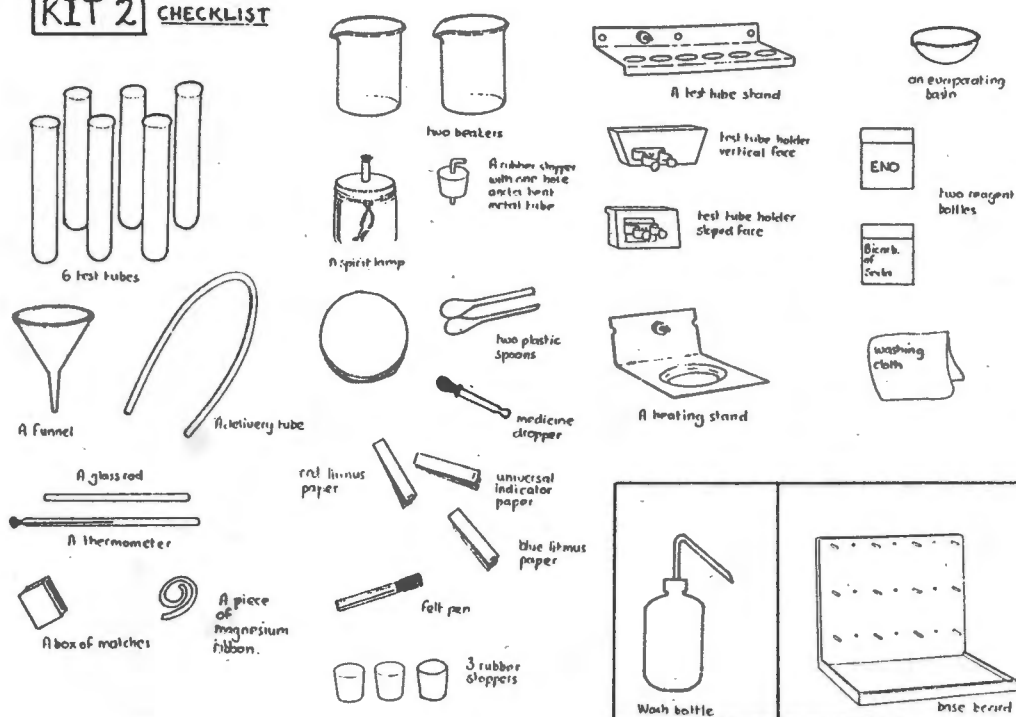 KIT 2 CHECKLIST
6 test tubes
A funnel
A delivery tube
A glass rod
A thermometer
A box of matches
A piece
of
magnesium
ribbon.
two beakers
A rubber stopper
with one hole
and a bent
metal tube
A spirit lamp
two plastic
spoons
medicine
dropper
red litmus
paper
universal
indicator
paper
blue litmus
paper
felt pen
3 rubber
stoppers
A test tube stand
test tube holder
vertical face
test tube holder
sloped face
A heating stand
an evaporating
basin
ENO
two reagent
bottles
Bicarb.
of
Soda
washing
cloth
Wash bottle
base board